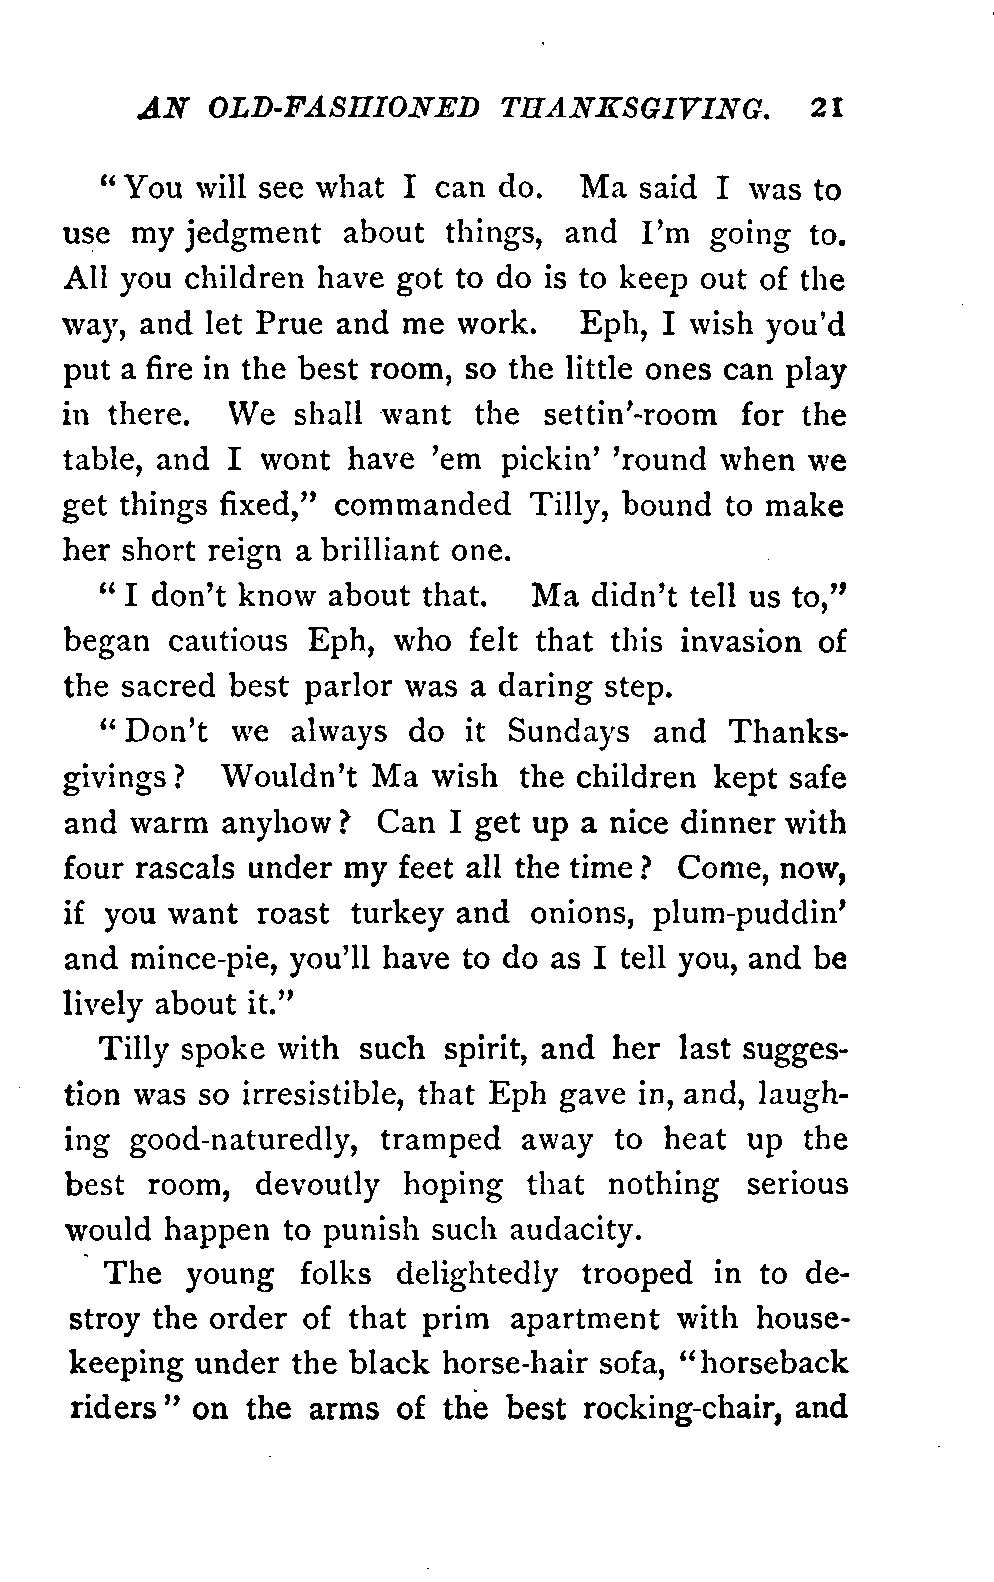 AN OLD-FASHIONED THANKSGIVING. 21
"You will see what I can do. Ma said I was to
use my jedgment about things, and I'm going to.
All you children have got to do is to keep out of the
way, and let Prue and me work. Eph, I wish you'd
put a fire in the best room, so the little ones can play
in there. We shall want the settin'-room for the
table, and I wont have 'em pickin' 'round when we
get things fixed," commanded Tilly, bound to make
her short reign a brilliant one.
"I don't know about that. Ma didn't tell us to,"
began cautious Eph, who felt that this invasion of
the sacred best parlor was a daring step.
"Don't we always do it Sundays and Thanks-
givings? Wouldn't Ma wish the children kept safe
and warm anyhow? Can I get up a nice dinner with
four rascals under my feet all the time? Come, now,
if you want roast turkey and onions, plum-puddin'
and mince-pie, you'll have to do as I tell you, and be
lively about it."
Tilly spoke with such spirit, and her last sugges-
tion was so irresistible, that Eph gave in, and, laugh-
ing good-naturedly, tramped away to heat up the
best room, devoutly hoping that nothing serious
would happen to punish such audacity.
The young folks delightedly trooped in to de-
stroy the order of that prim apartment with house-
keeping under the black horse-hair sofa, "horseback
riders" on the arms of the best rocking-chair, and